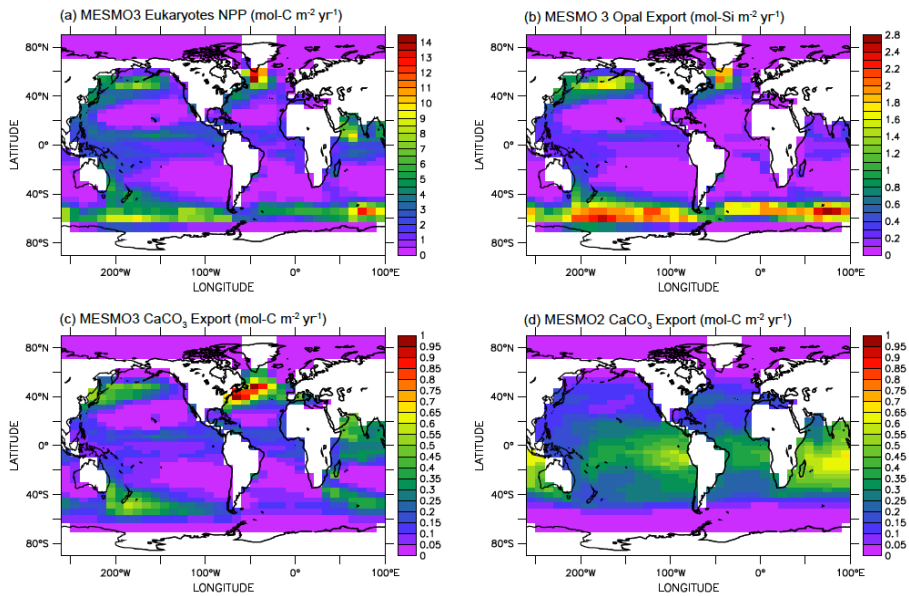 (a) MESMO3 Eukaryotes NPP (mol-C m⁻² yr⁻¹)
80°N
40°N
0°
40°S
80°S
LATITUDE
200°W 100°W 0° 100°E
LONGITUDE
14
13
12
11
10
9
8
7
6
5
4
3
2
1
0
(b) MESMO 3 Opal Export (mol-Si m⁻² yr⁻¹)
80°N
40°N
0°
40°S
80°S
LATITUDE
200°W 100°W 0° 100°E
LONGITUDE
2.8
2.6
2.4
2.2
2
1.8
1.6
1.4
1.2
1
0.8
0.6
0.4
0.2
0
(c) MESMO3 CaCO₃ Export (mol-C m⁻² yr⁻¹)
80°N
40°N
0°
40°S
80°S
LATITUDE
200°W 100°W 0° 100°E
LONGITUDE
1
0.95
0.9
0.85
0.8
0.75
0.7
0.65
0.6
0.55
0.5
0.45
0.4
0.35
0.3
0.25
0.2
0.15
0.1
0.05
0
(d) MESMO2 CaCO₃ Export (mol-C m⁻² yr⁻¹)
80°N
40°N
0°
40°S
80°S
LATITUDE
200°W 100°W 0° 100°E
LONGITUDE
1
0.95
0.9
0.85
0.8
0.75
0.7
0.65
0.6
0.55
0.5
0.45
0.4
0.35
0.3
0.25
0.2
0.15
0.1
0.05
0